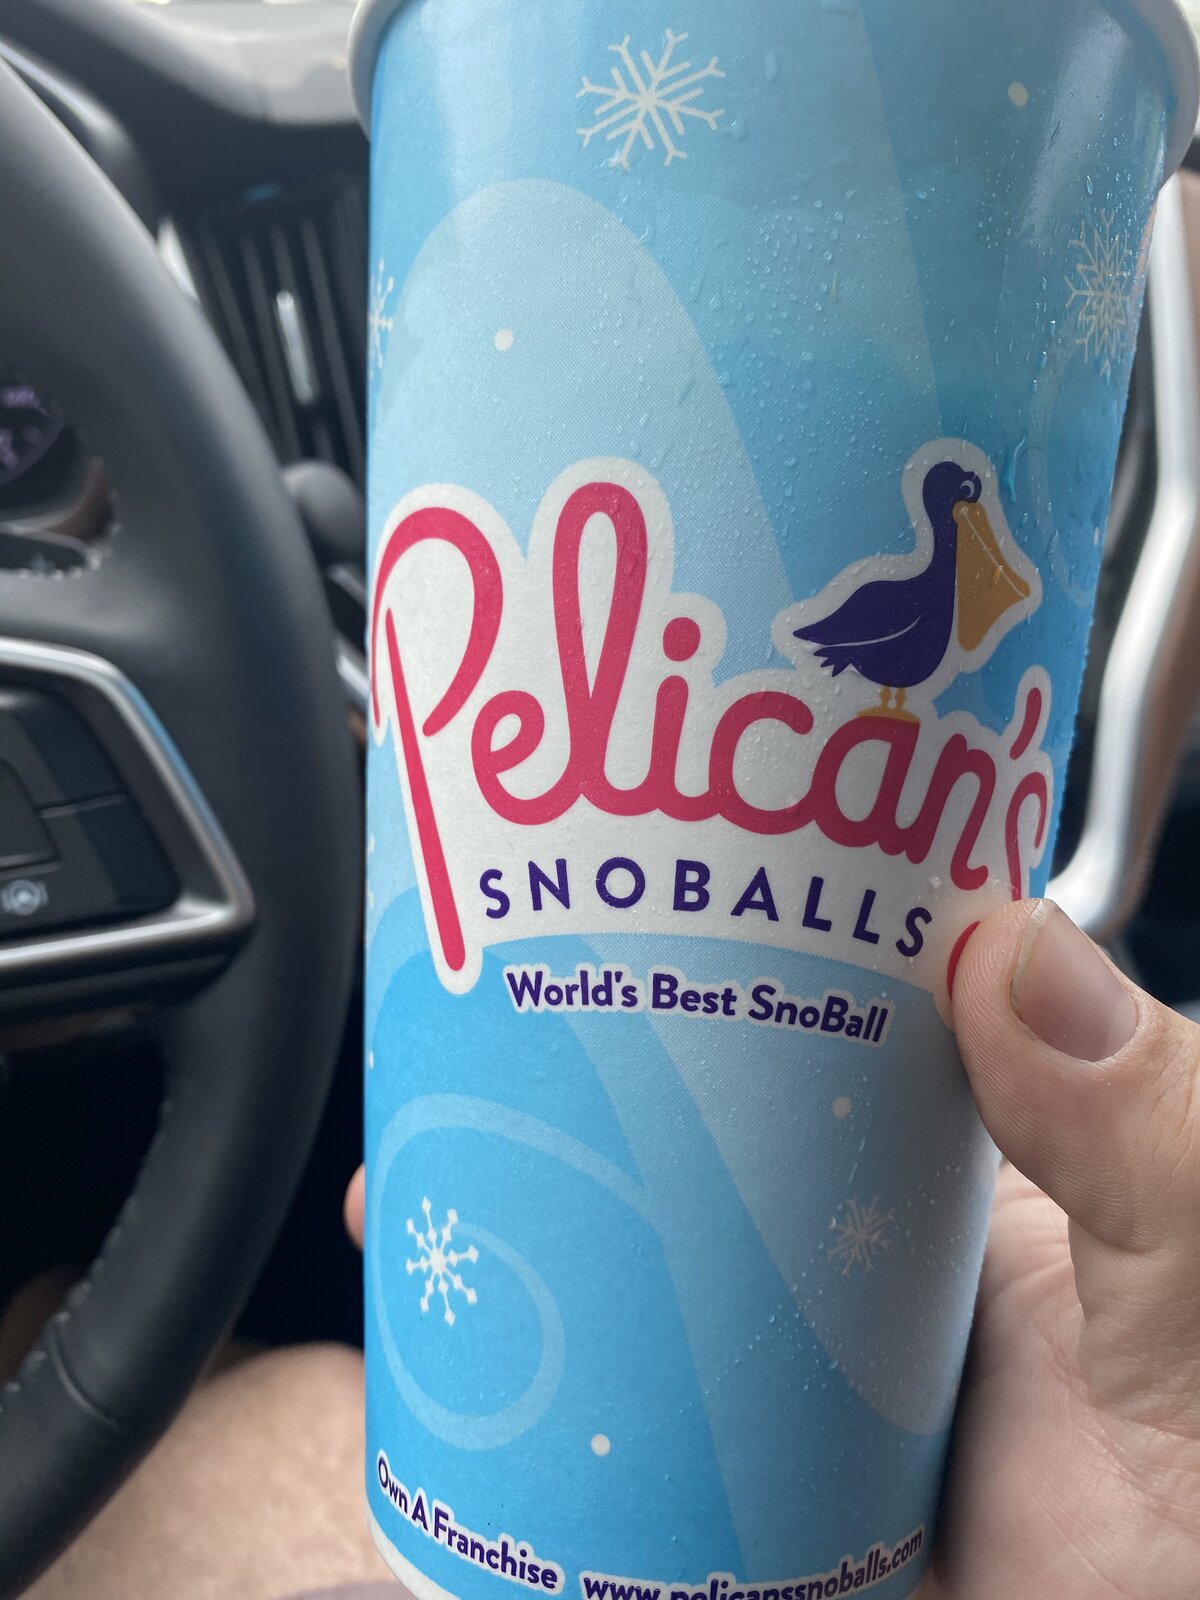 Pelican's
SNOBALLS
World's Best SnoBall
Own A Franchise www.pelicanssnoballs.com